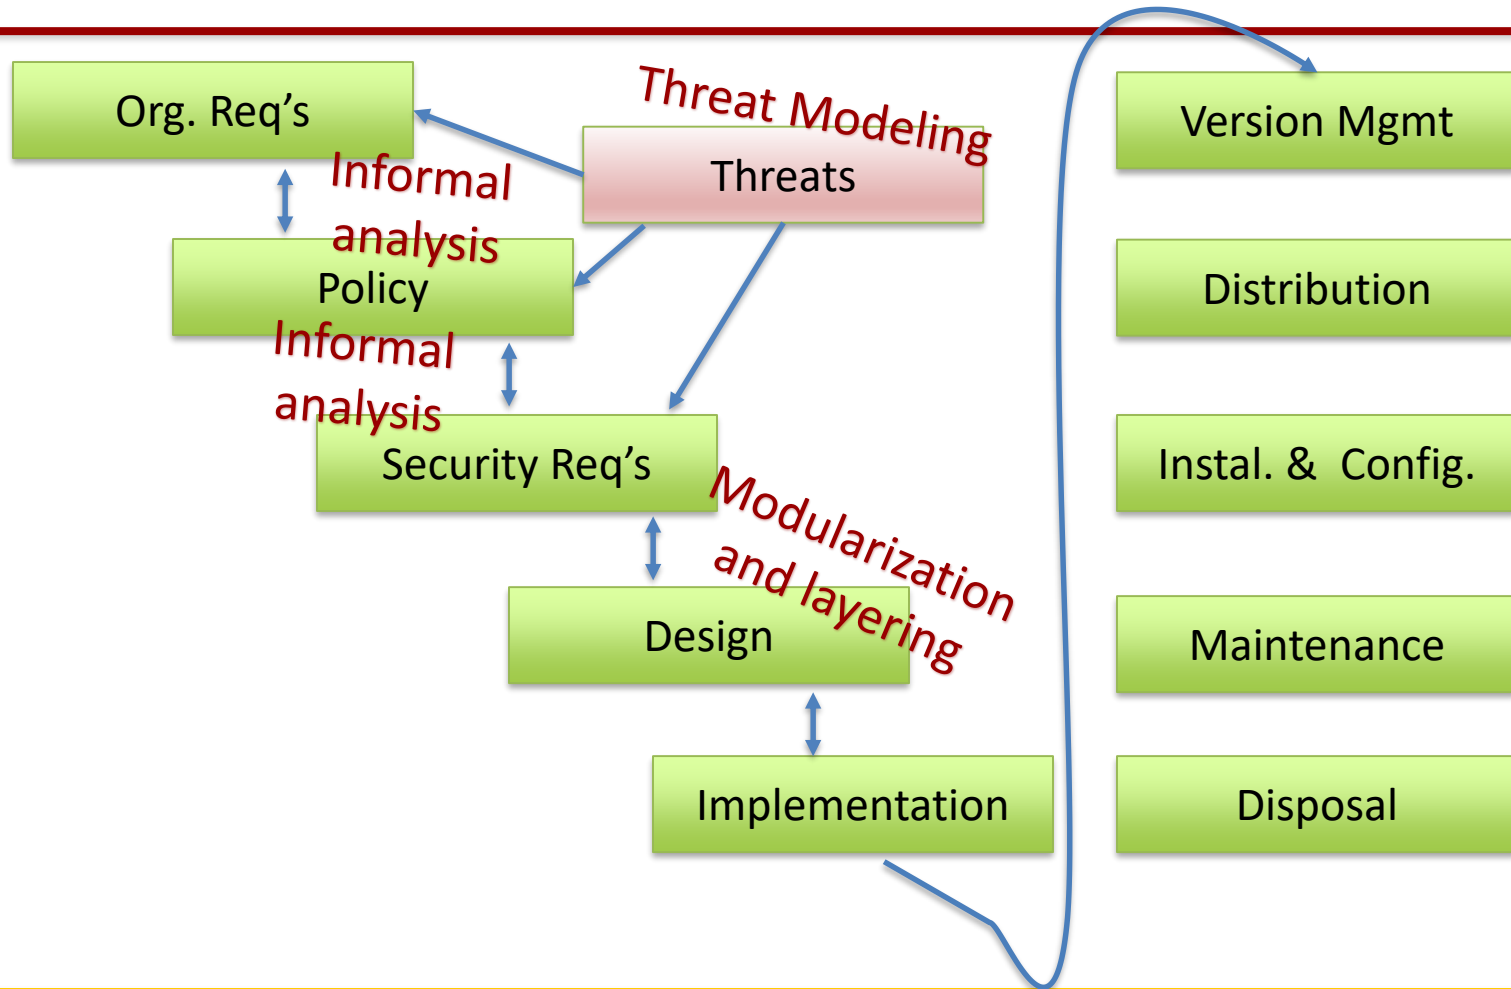 Org. Req's
Threat Modeling
Threats
Version Mgmt
Informal
analysis
Policy
Distribution
Informal
analysis
Security Req's
Instal. & Config.
Modularization
and layering
Design
Maintenance
Implementation
Disposal